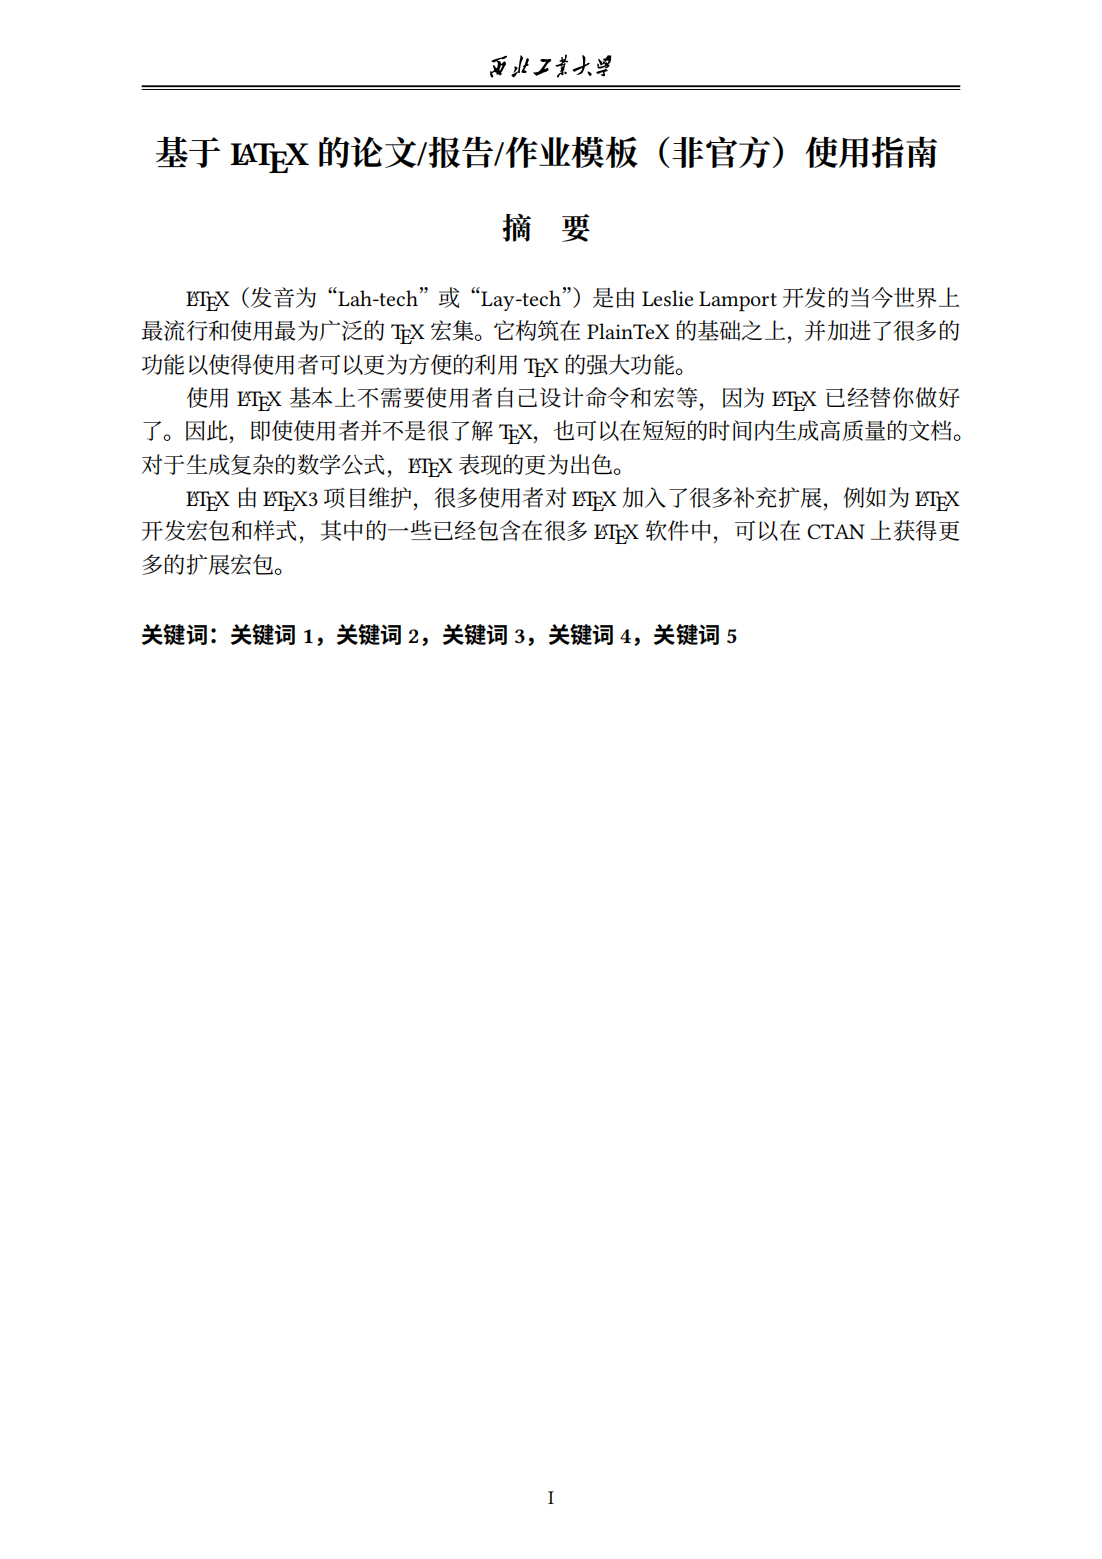 西北工业大学
基于 LATEX 的论文/报告/作业模板（非官方）使用指南
摘 要
LATEX（发音为“Lah-tech”或“Lay-tech”）是由 Leslie Lamport 开发的当今世界上
最流行和使用最为广泛的 TEX 宏集。它构筑在 PlainTeX 的基础之上，并加进了很多的
功能以使得使用者可以更为方便的利用 TEX 的强大功能。
使用 LATEX 基本上不需要使用者自己设计命令和宏等，因为 LATEX 已经替你做好
了。因此，即使使用者并不是很了解 TEX，也可以在短短的时间内生成高质量的文档。
对于生成复杂的数学公式，LATEX 表现的更为出色。
LATEX 由 LATEX3 项目维护，很多使用者对 LATEX 加入了很多补充扩展，例如为 LATEX
开发宏包和样式，其中的一些已经包含在很多 LATEX 软件中，可以在 CTAN 上获得更
多的扩展宏包。
关键词：关键词 1，关键词 2，关键词 3，关键词 4，关键词 5
I